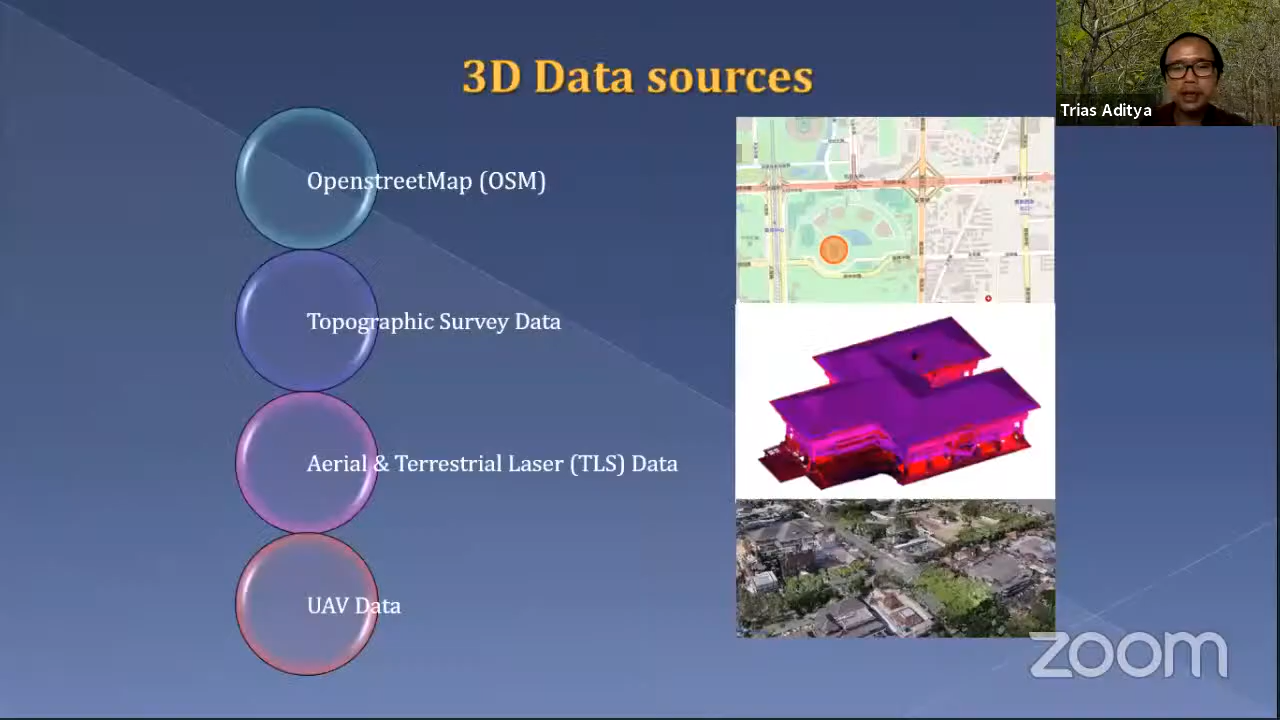 3D Data sources
Trias Aditya
OpenstreetMap (OSM)
Topographic Survey Data
Aerial & Terrestrial Laser (TLS) Data
UAV Data
zoom